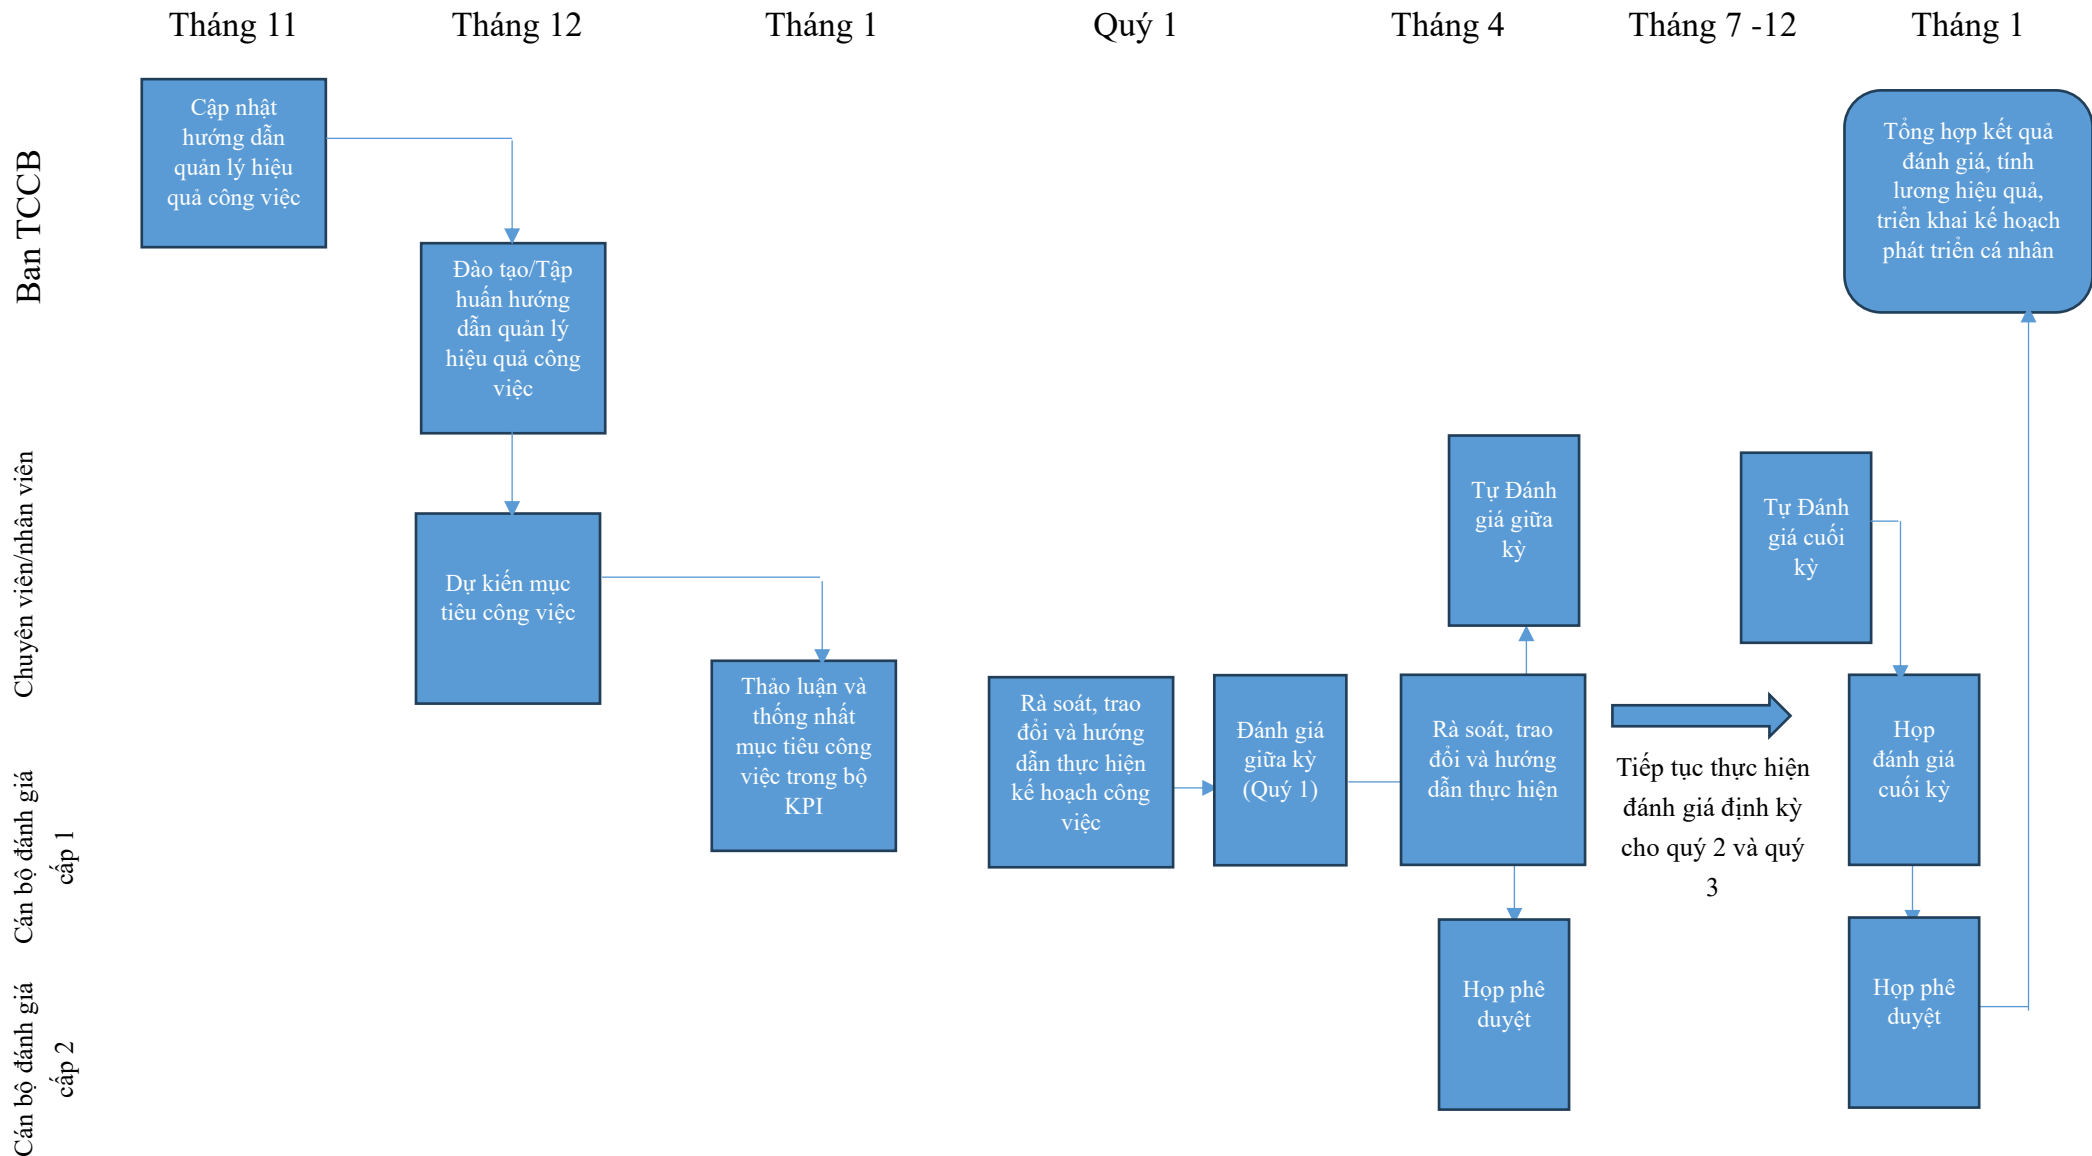 Tháng 11
Tháng 12
Tháng 1
Quý 1
Tháng 4
Tháng 7 -12
Tháng 1
Ban TCCB
Cập nhật
hướng dẫn
quản lý hiệu
quả công việc
Đào tạo/Tập
huấn hướng
dẫn quản lý
hiệu quả công
việc
Tổng hợp kết quả
đánh giá, tính
lương hiệu quả,
triển khai kế hoạch
phát triển cá nhân
Chuyên viên/nhân viên
Dự kiến mục
tiêu công việc
Tự Đánh
giá giữa
kỳ
Tự Đánh
giá cuối
kỳ
Cán bộ đánh giá
cấp 1
Thảo luận và
thống nhất
mục tiêu công
việc trong bộ
KPI
Rà soát, trao
đổi và hướng
dẫn thực hiện
kế hoạch công
việc
Đánh giá
giữa kỳ
(Quý 1)
Rà soát, trao
đổi và hướng
dẫn thực hiện
Tiếp tục thực hiện
đánh giá định kỳ
cho quý 2 và quý
3
Họp
đánh giá
cuối kỳ
Cán bộ đánh giá
cấp 2
Họp phê
duyệt
Họp phê
duyệt